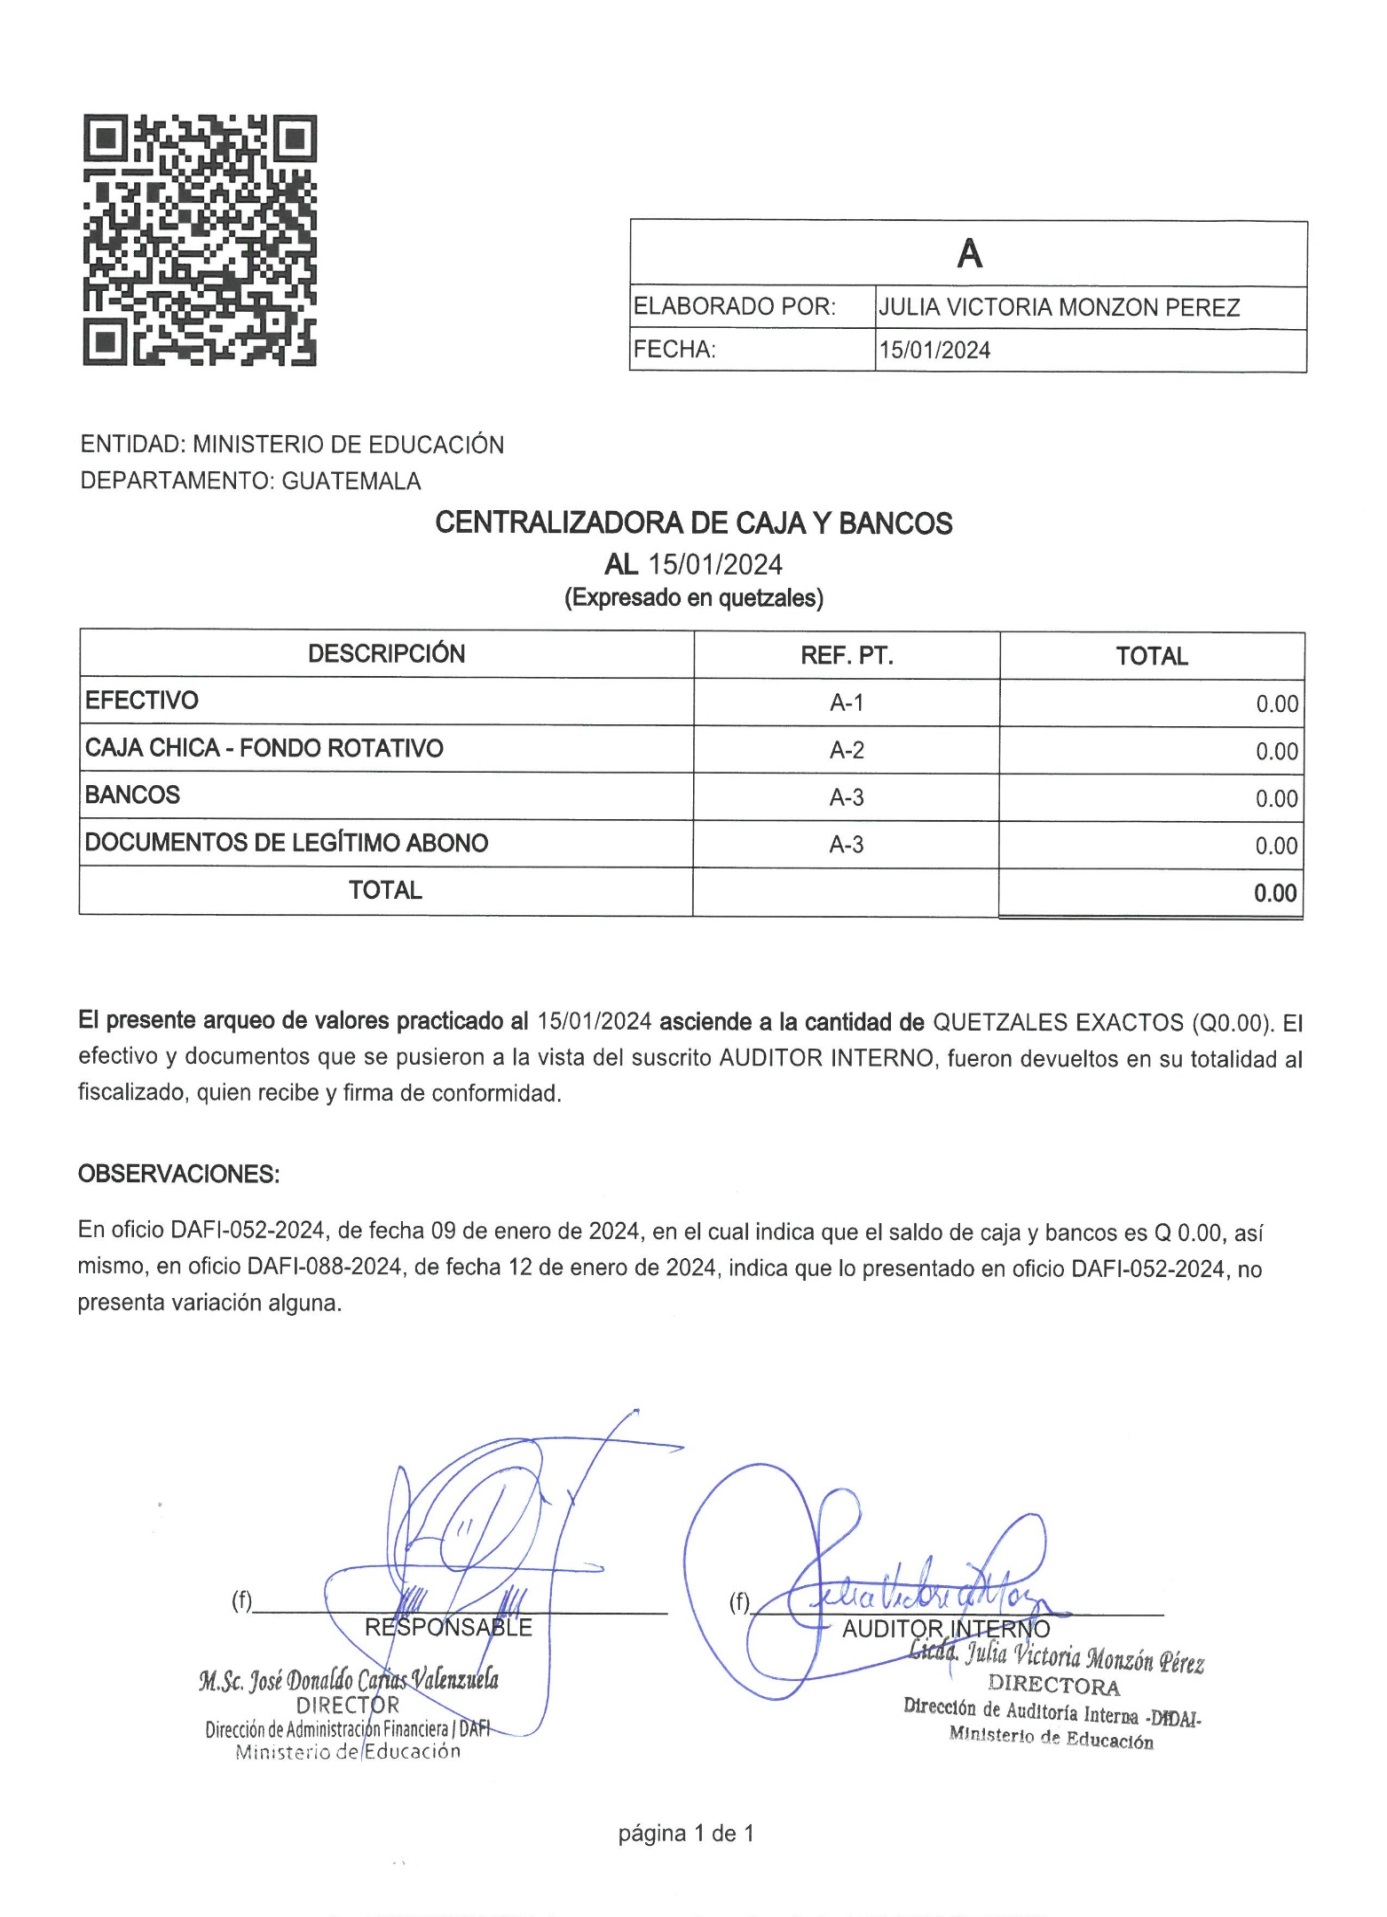 A
ELABORADO POR: JULIA VICTORIA MONZON PEREZ
FECHA: 15/01/2024
ENTIDAD: MINISTERIO DE EDUCACIÓN
DEPARTAMENTO: GUATEMALA
CENTRALIZADORA DE CAJA Y BANCOS
AL 15/01/2024
(Expresado en quetzales)
DESCRIPCIÓN REF. PT. TOTAL
EFECTIVO A-1 0.00
CAJA CHICA - FONDO ROTATIVO A-2 0.00
BANCOS A-3 0.00
DOCUMENTOS DE LEGÍTIMO ABONO A-3 0.00
TOTAL 0.00
El presente arqueo de valores practicado al 15/01/2024 asciende a la cantidad de QUETZALES EXACTOS (Q0.00). El
efectivo y documentos que se pusieron a la vista del suscrito AUDITOR INTERNO, fueron devueltos en su totalidad al
fiscalizado, quien recibe y firma de conformidad.
OBSERVACIONES:
En oficio DAFI-052-2024, de fecha 09 de enero de 2024, en el cual indica que el saldo de caja y bancos es Q 0.00, así
mismo, en oficio DAFI-088-2024, de fecha 12 de enero de 2024, indica que lo presentado en oficio DAFI-052-2024, no
presenta variación alguna.
(f)
RESPONSABLE
M.Sc. José Donaldo Carias Valenzuela
DIRECTOR
Dirección de Administración Financiera | DAFI
Ministerio de Educación
(f)
AUDITOR INTERNO
Licda. Julia Victoria Monzón Pérez
DIRECTORA
Dirección de Auditoría Interna -DIDAI-
Ministerio de Educación
página 1 de 1